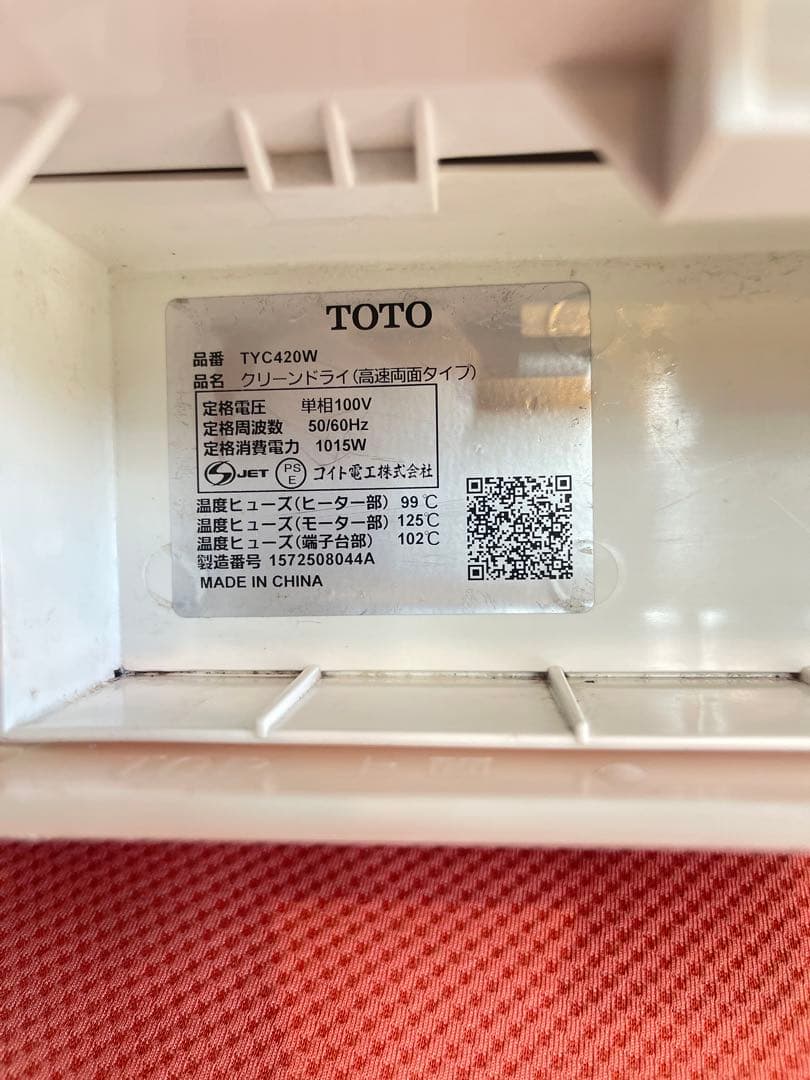 TOTO
品番 TYC420W
品名 クリーンドライ(高速両面タイプ)
定格電圧 単相100V
定格周波数 50/60Hz
定格消費電力 1015W
S JET PS E コイト電工株式会社
温度ヒューズ(ヒーター部) 99℃
温度ヒューズ(モーター部) 125℃
温度ヒューズ(端子台部) 102℃
製造番号 1572508044A
MADE IN CHINA